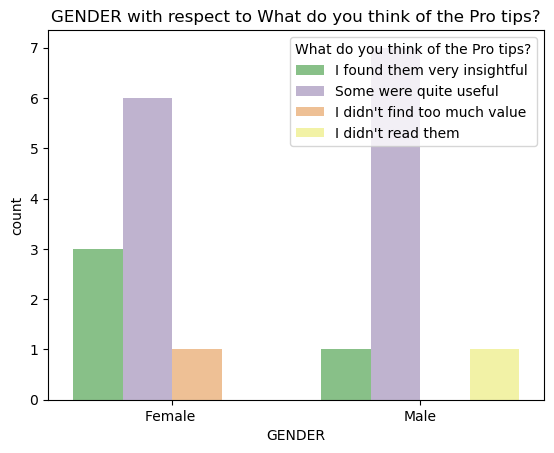 GENDER with respect to What do you think of the Pro tips?
What do you think of the Pro tips?
I found them very insightful
Some were quite useful
I didn't find too much value
I didn't read them
7
6
5
4
3
2
1
0
count
Female
Male
GENDER